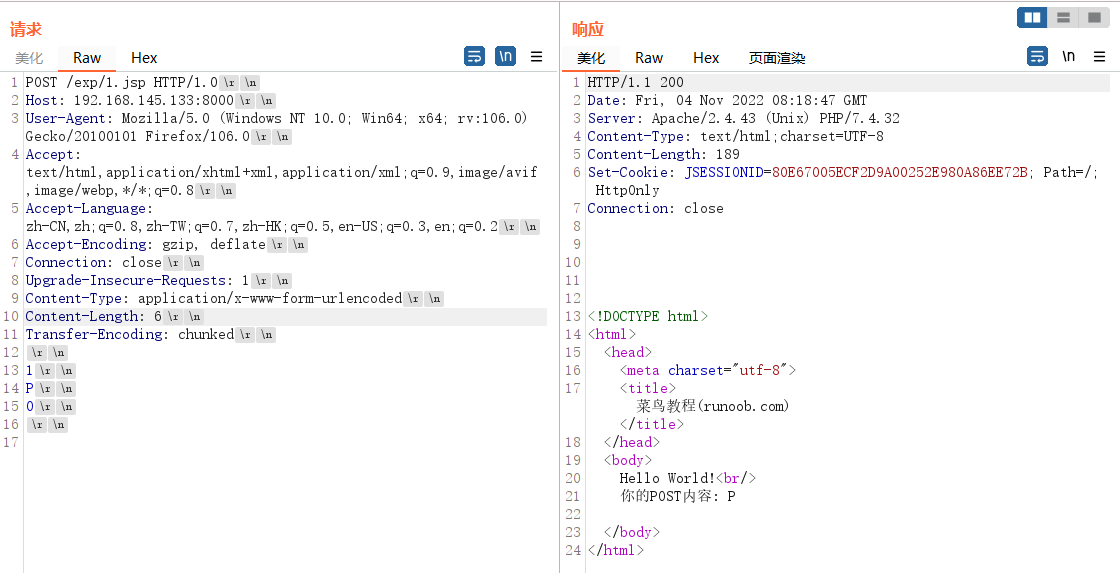 请求
美化 Raw Hex \n
1 POST /exp/1.jsp HTTP/1.0 \r \n
2 Host: 192.168.145.133:8000 \r \n
3 User-Agent: Mozilla/5.0 (Windows NT 10.0; Win64; x64; rv:106.0)
Gecko/20100101 Firefox/106.0 \r \n
4 Accept:
text/html,application/xhtml+xml,application/xml;q=0.9,image/avif
,image/webp,*/*;q=0.8 \r \n
5 Accept-Language:
zh-CN,zh;q=0.8,zh-TW;q=0.7,zh-HK;q=0.5,en-US;q=0.3,en;q=0.2 \r \n
6 Accept-Encoding: gzip, deflate \r \n
7 Connection: close \r \n
8 Upgrade-Insecure-Requests: 1 \r \n
9 Content-Type: application/x-www-form-urlencoded \r \n
10 Content-Length: 6 \r \n
11 Transfer-Encoding: chunked \r \n
12 \r \n
13 1 \r \n
14 P \r \n
15 0 \r \n
16 \r \n
17
响应
美化 Raw Hex 页面渲染 \n
1 HTTP/1.1 200
2 Date: Fri, 04 Nov 2022 08:18:47 GMT
3 Server: Apache/2.4.43 (Unix) PHP/7.4.32
4 Content-Type: text/html;charset=UTF-8
5 Content-Length: 189
6 Set-Cookie: JSESSIONID=80E67005ECF2D9A00252E980A86EE72B; Path=/;
HttpOnly
7 Connection: close
8
9
10
11
12
13 <!DOCTYPE html>
14 <html>
15 <head>
16 <meta charset="utf-8">
17 <title>
菜鸟教程(runoob.com)
</title>
18 </head>
19 <body>
20 Hello World!<br/>
21 你的POST内容: P
22
23 </body>
24 </html>